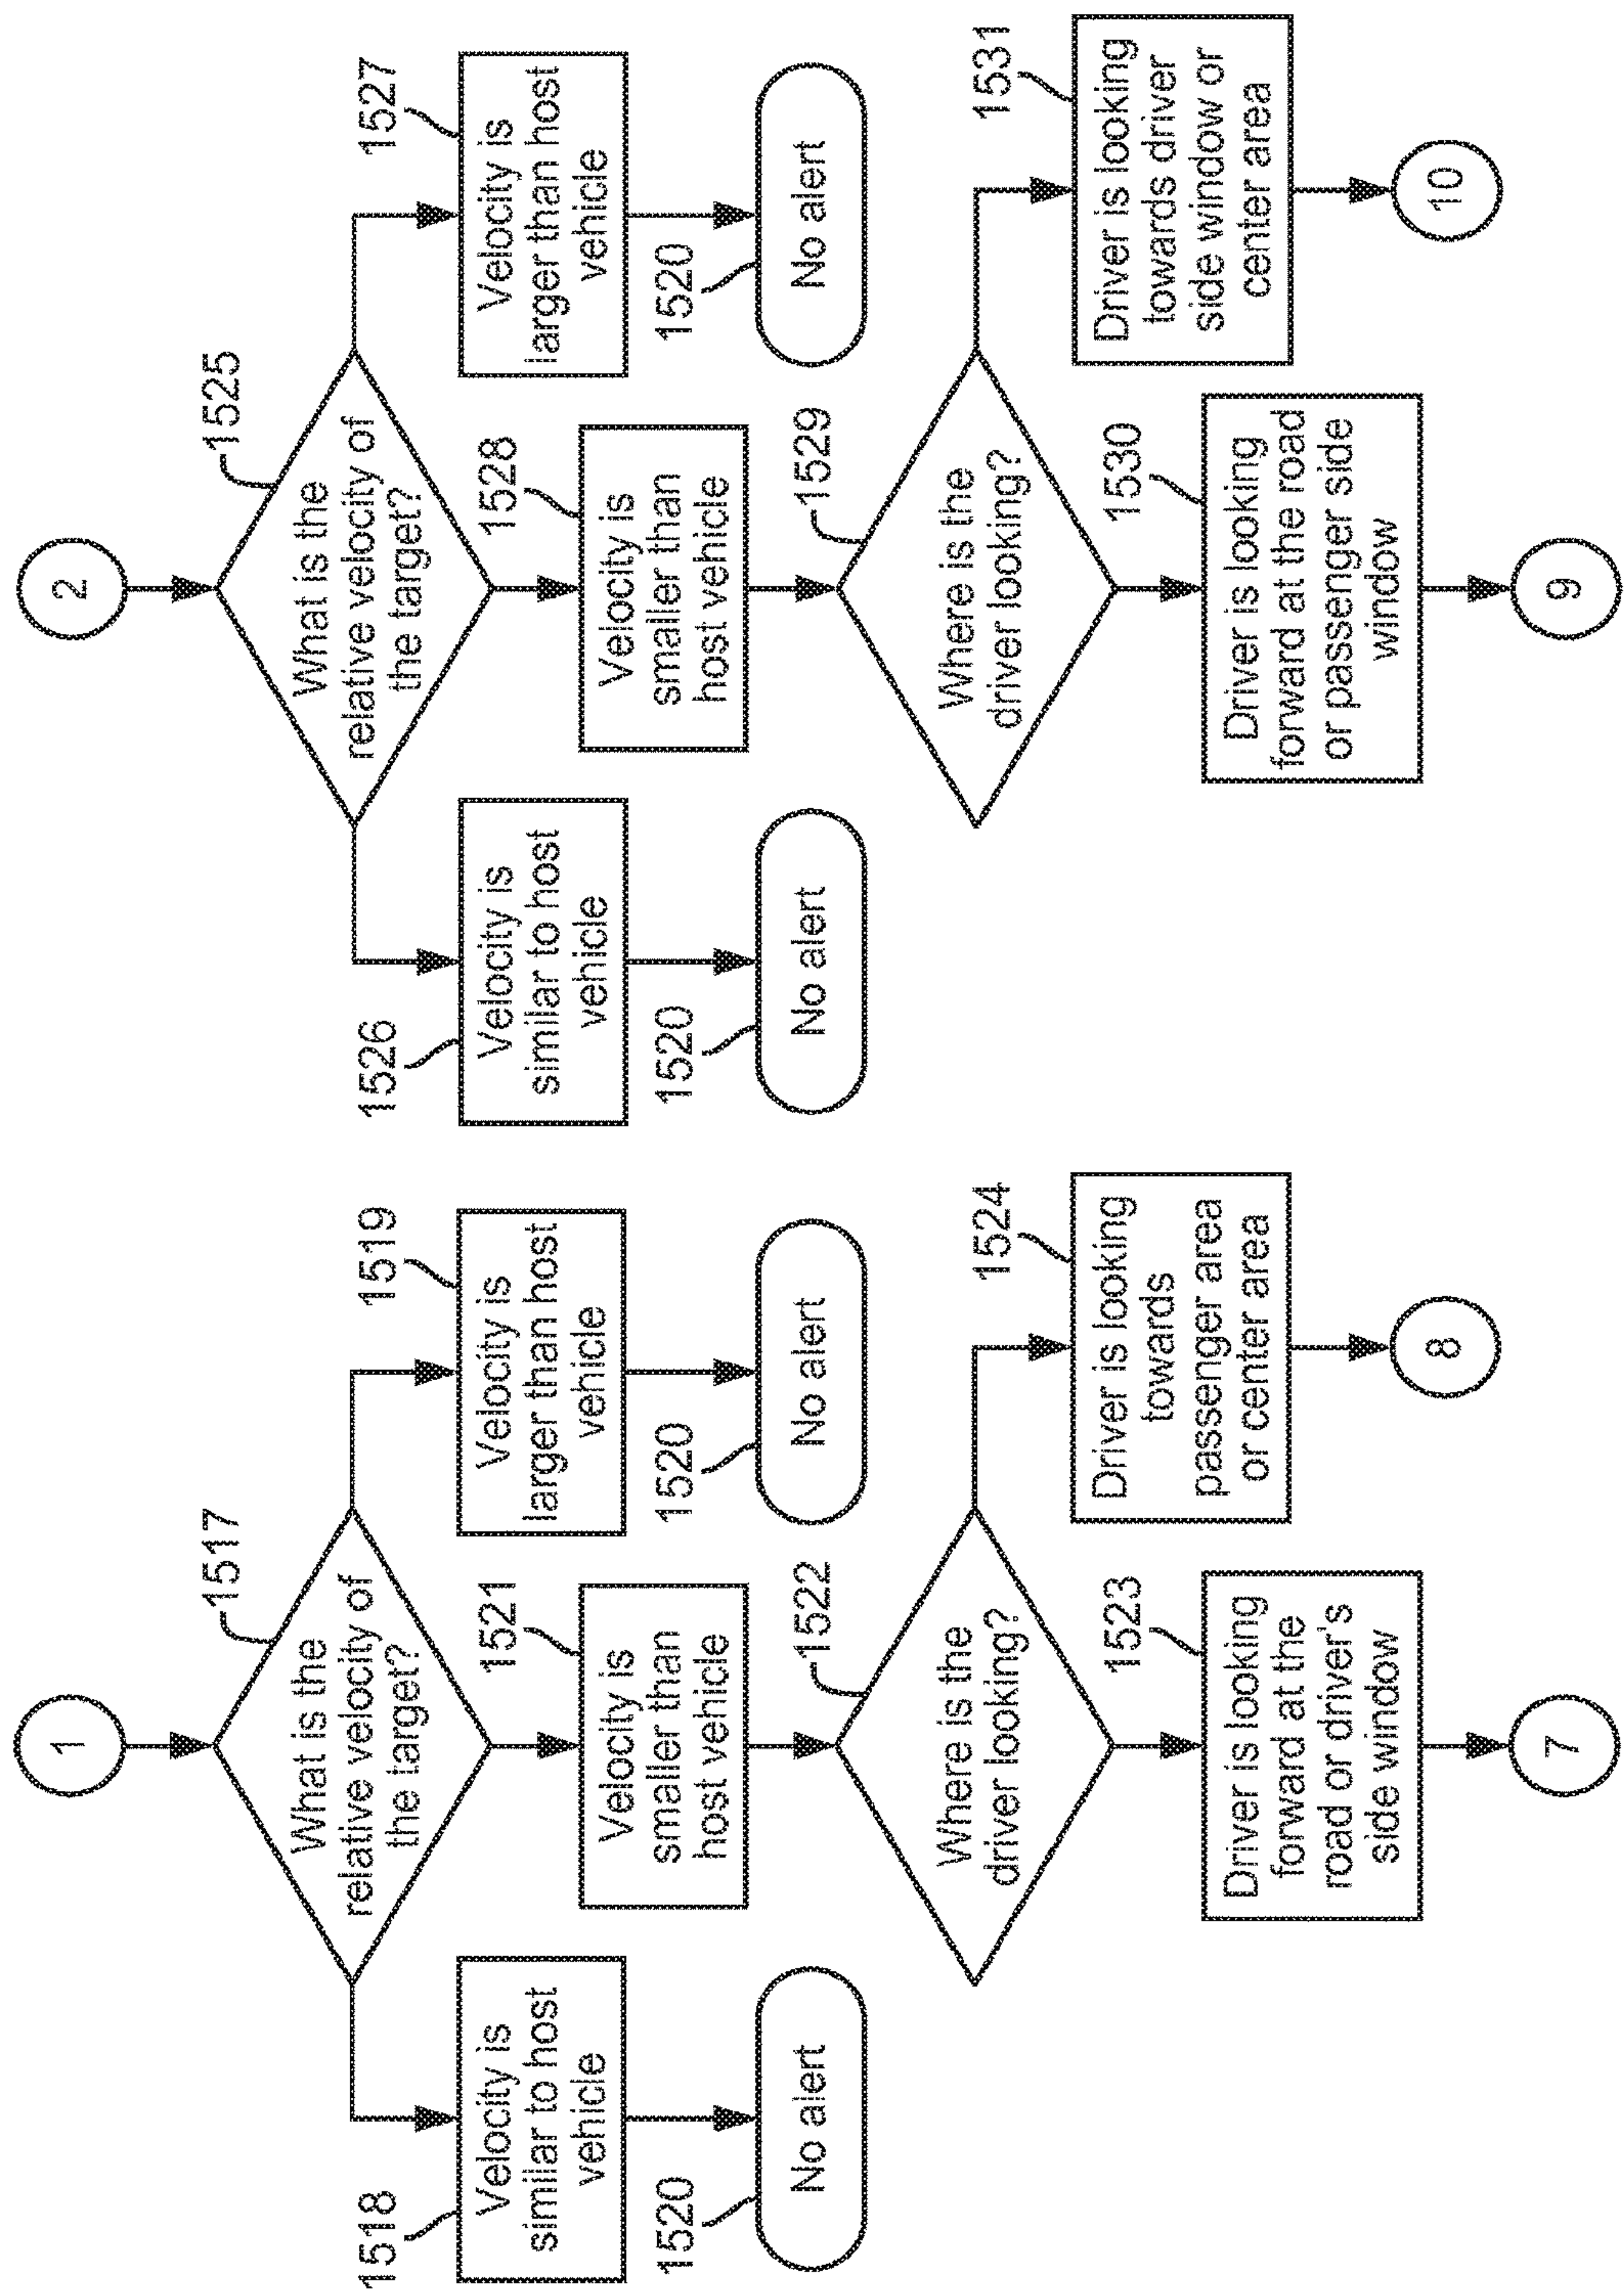 1
1517
What is the
relative velocity of
the target?
1518
Velocity is
similar to host
vehicle
1520
No alert
1521
Velocity is
smaller than
host vehicle
1519
Velocity is
larger than host
vehicle
1520
No alert
1522
Where is the
driver looking?
1523
Driver is looking
forward at the
road or driver's
side window
7
1524
Driver is looking
towards
passenger area
or center area
8
2
1525
What is the
relative velocity of
the target?
1526
Velocity is
similar to host
vehicle
1520
No alert
1528
Velocity is
smaller than
host vehicle
1527
Velocity is
larger than host
vehicle
1520
No alert
1529
Where is the
driver looking?
1530
Driver is looking
forward at the road
or passenger side
window
9
1531
Driver is looking
towards driver
side window or
center area
10